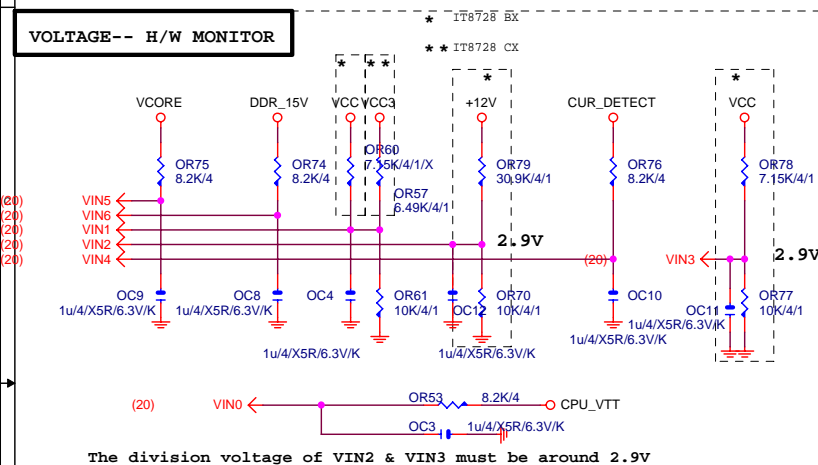 * IT8728 BX
VOLTAGE-- H/W MONITOR
* * IT8728 CX
* * * * *
VCORE DDR_15V VCC VCC3 +12V CUR_DETECT VCC
OR60
OR75 OR74 7.15K/4/1/X OR79 OR76 OR78
8.2K/4 8.2K/4 30.9K/4/1 8.2K/4 7.15K/4/1
OR57
6.49K/4/1
(20) VIN5
(20) VIN6
(20) VIN1
(20) VIN2 2.9V
(20) VIN4 (20) VIN3 2.9V
OC9 OC8 OC4 OR61 OC12 OR70 OC10 OC11 OR77
1u/4/X5R/6.3V/K 1u/4/X5R/6.3V/K 10K/4/1 10K/4/1 1u/4/X5R/6.3V/K 10K/4/1
1u/4/X5R/6.3V/K 1u/4/X5R/6.3V/K 1u/4/X5R/6.3V/K
(20) VIN0 OR53 8.2K/4 CPU_VTT
OC3 1u/4/X5R/6.3V/K
The division voltage of VIN2 & VIN3 must be around 2.9V